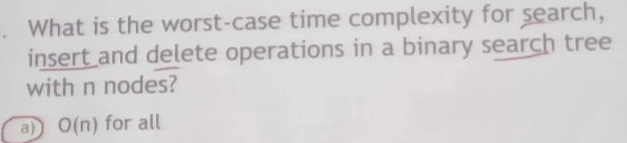 . What is the worst-case time complexity for search,
insert and delete operations in a binary search tree
with n nodes?
a) O(n) for all